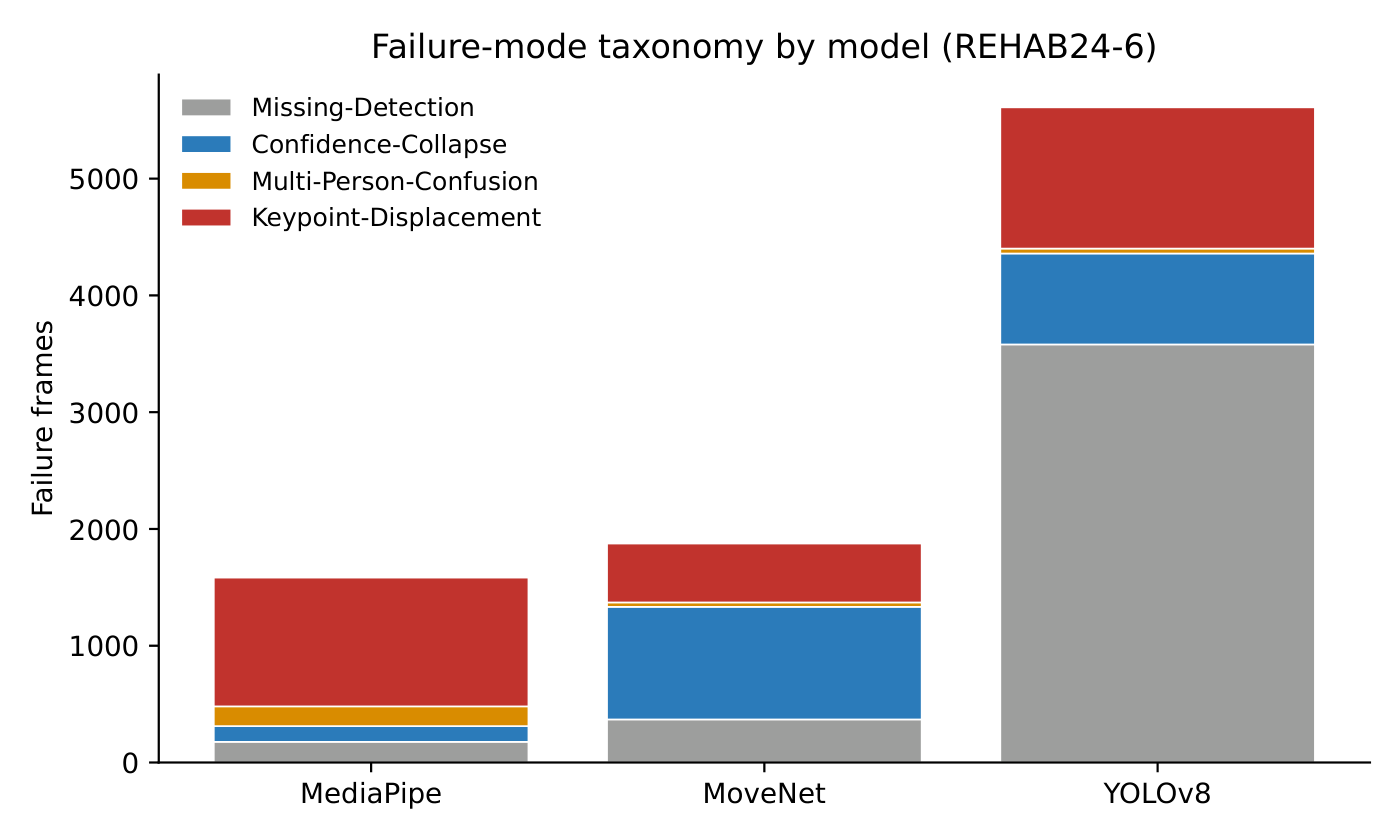 Failure-mode taxonomy by model (REHAB24-6)
Missing-Detection
Confidence-Collapse
Multi-Person-Confusion
Keypoint-Displacement
Failure frames
5000
4000
3000
2000
1000
0
MediaPipe
MoveNet
YOLOv8